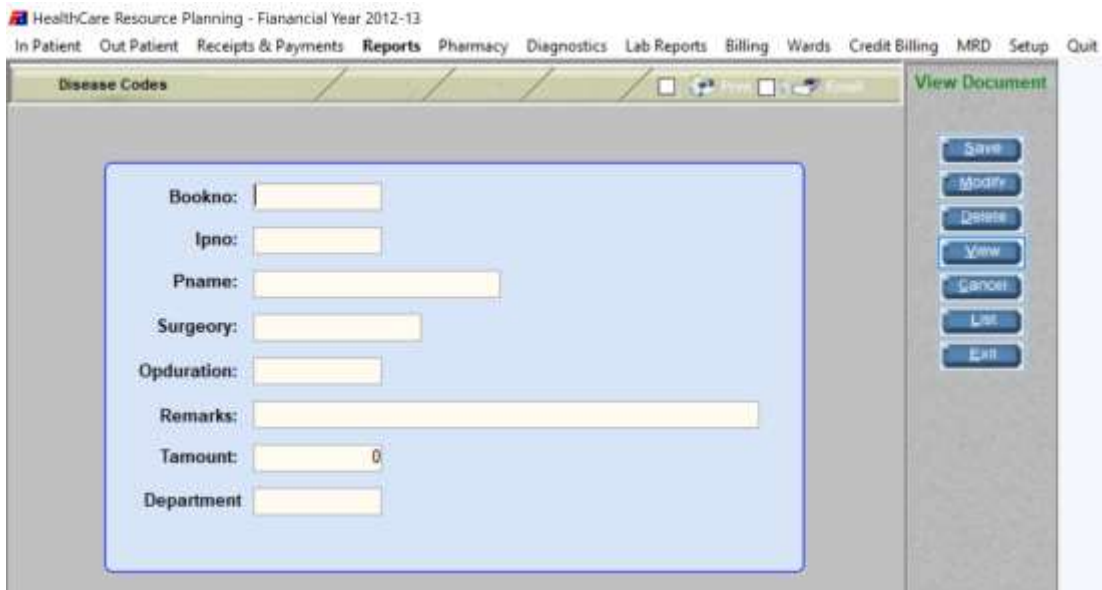 HealthCare Resource Planning - Fianancial Year 2012-13
In Patient Out Patient Receipts & Payments Reports Pharmacy Diagnostics Lab Reports Billing Wards Credit Billing MRD Setup Quit
Disease Codes Print Email
View Document
Save
Modify
Delete
View
Cancel
List
Exit
Bookno:
Ipno:
Pname:
Surgeory:
Opduration:
Remarks:
Tamount: 0
Department